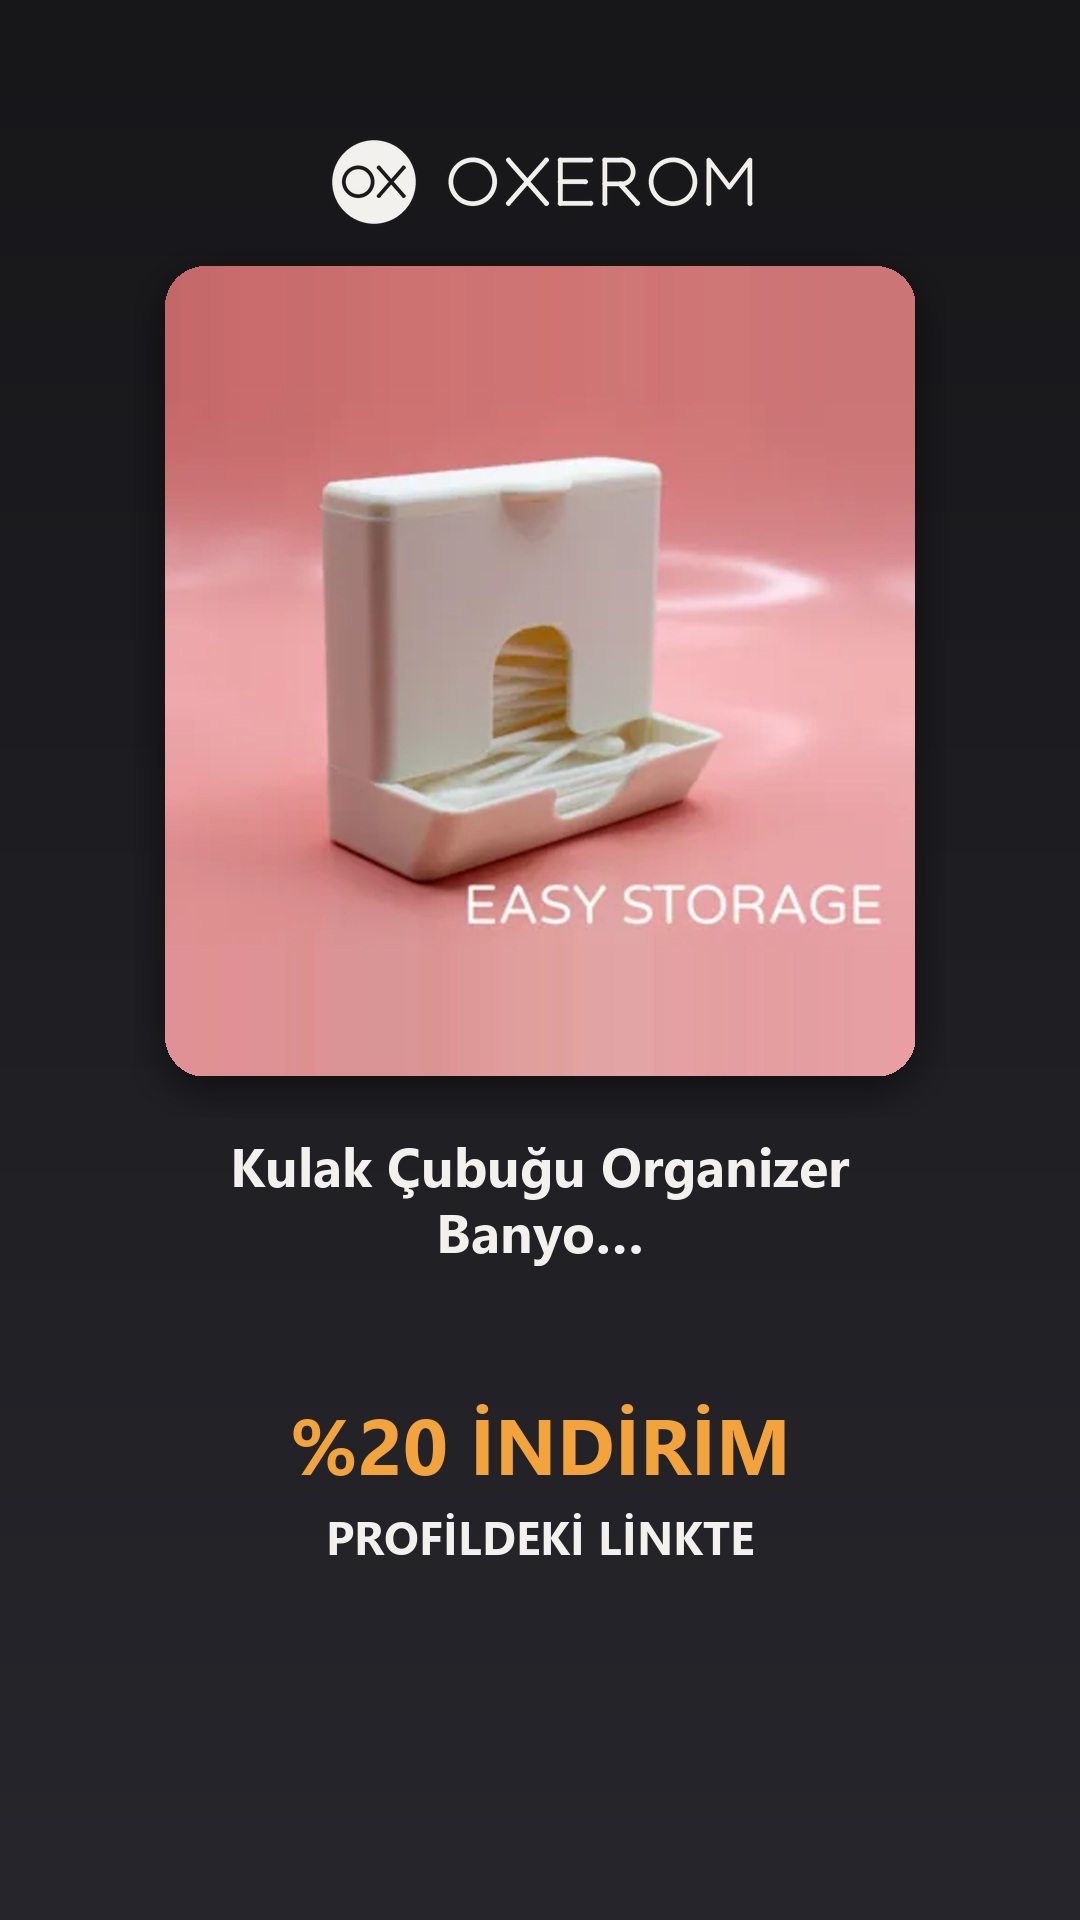 OX OXEROM
EASY STORAGE
Kulak Çubuğu Organizer
Banyo...
%20 İNDİRİM
PROFİLDEKİ LİNKTE